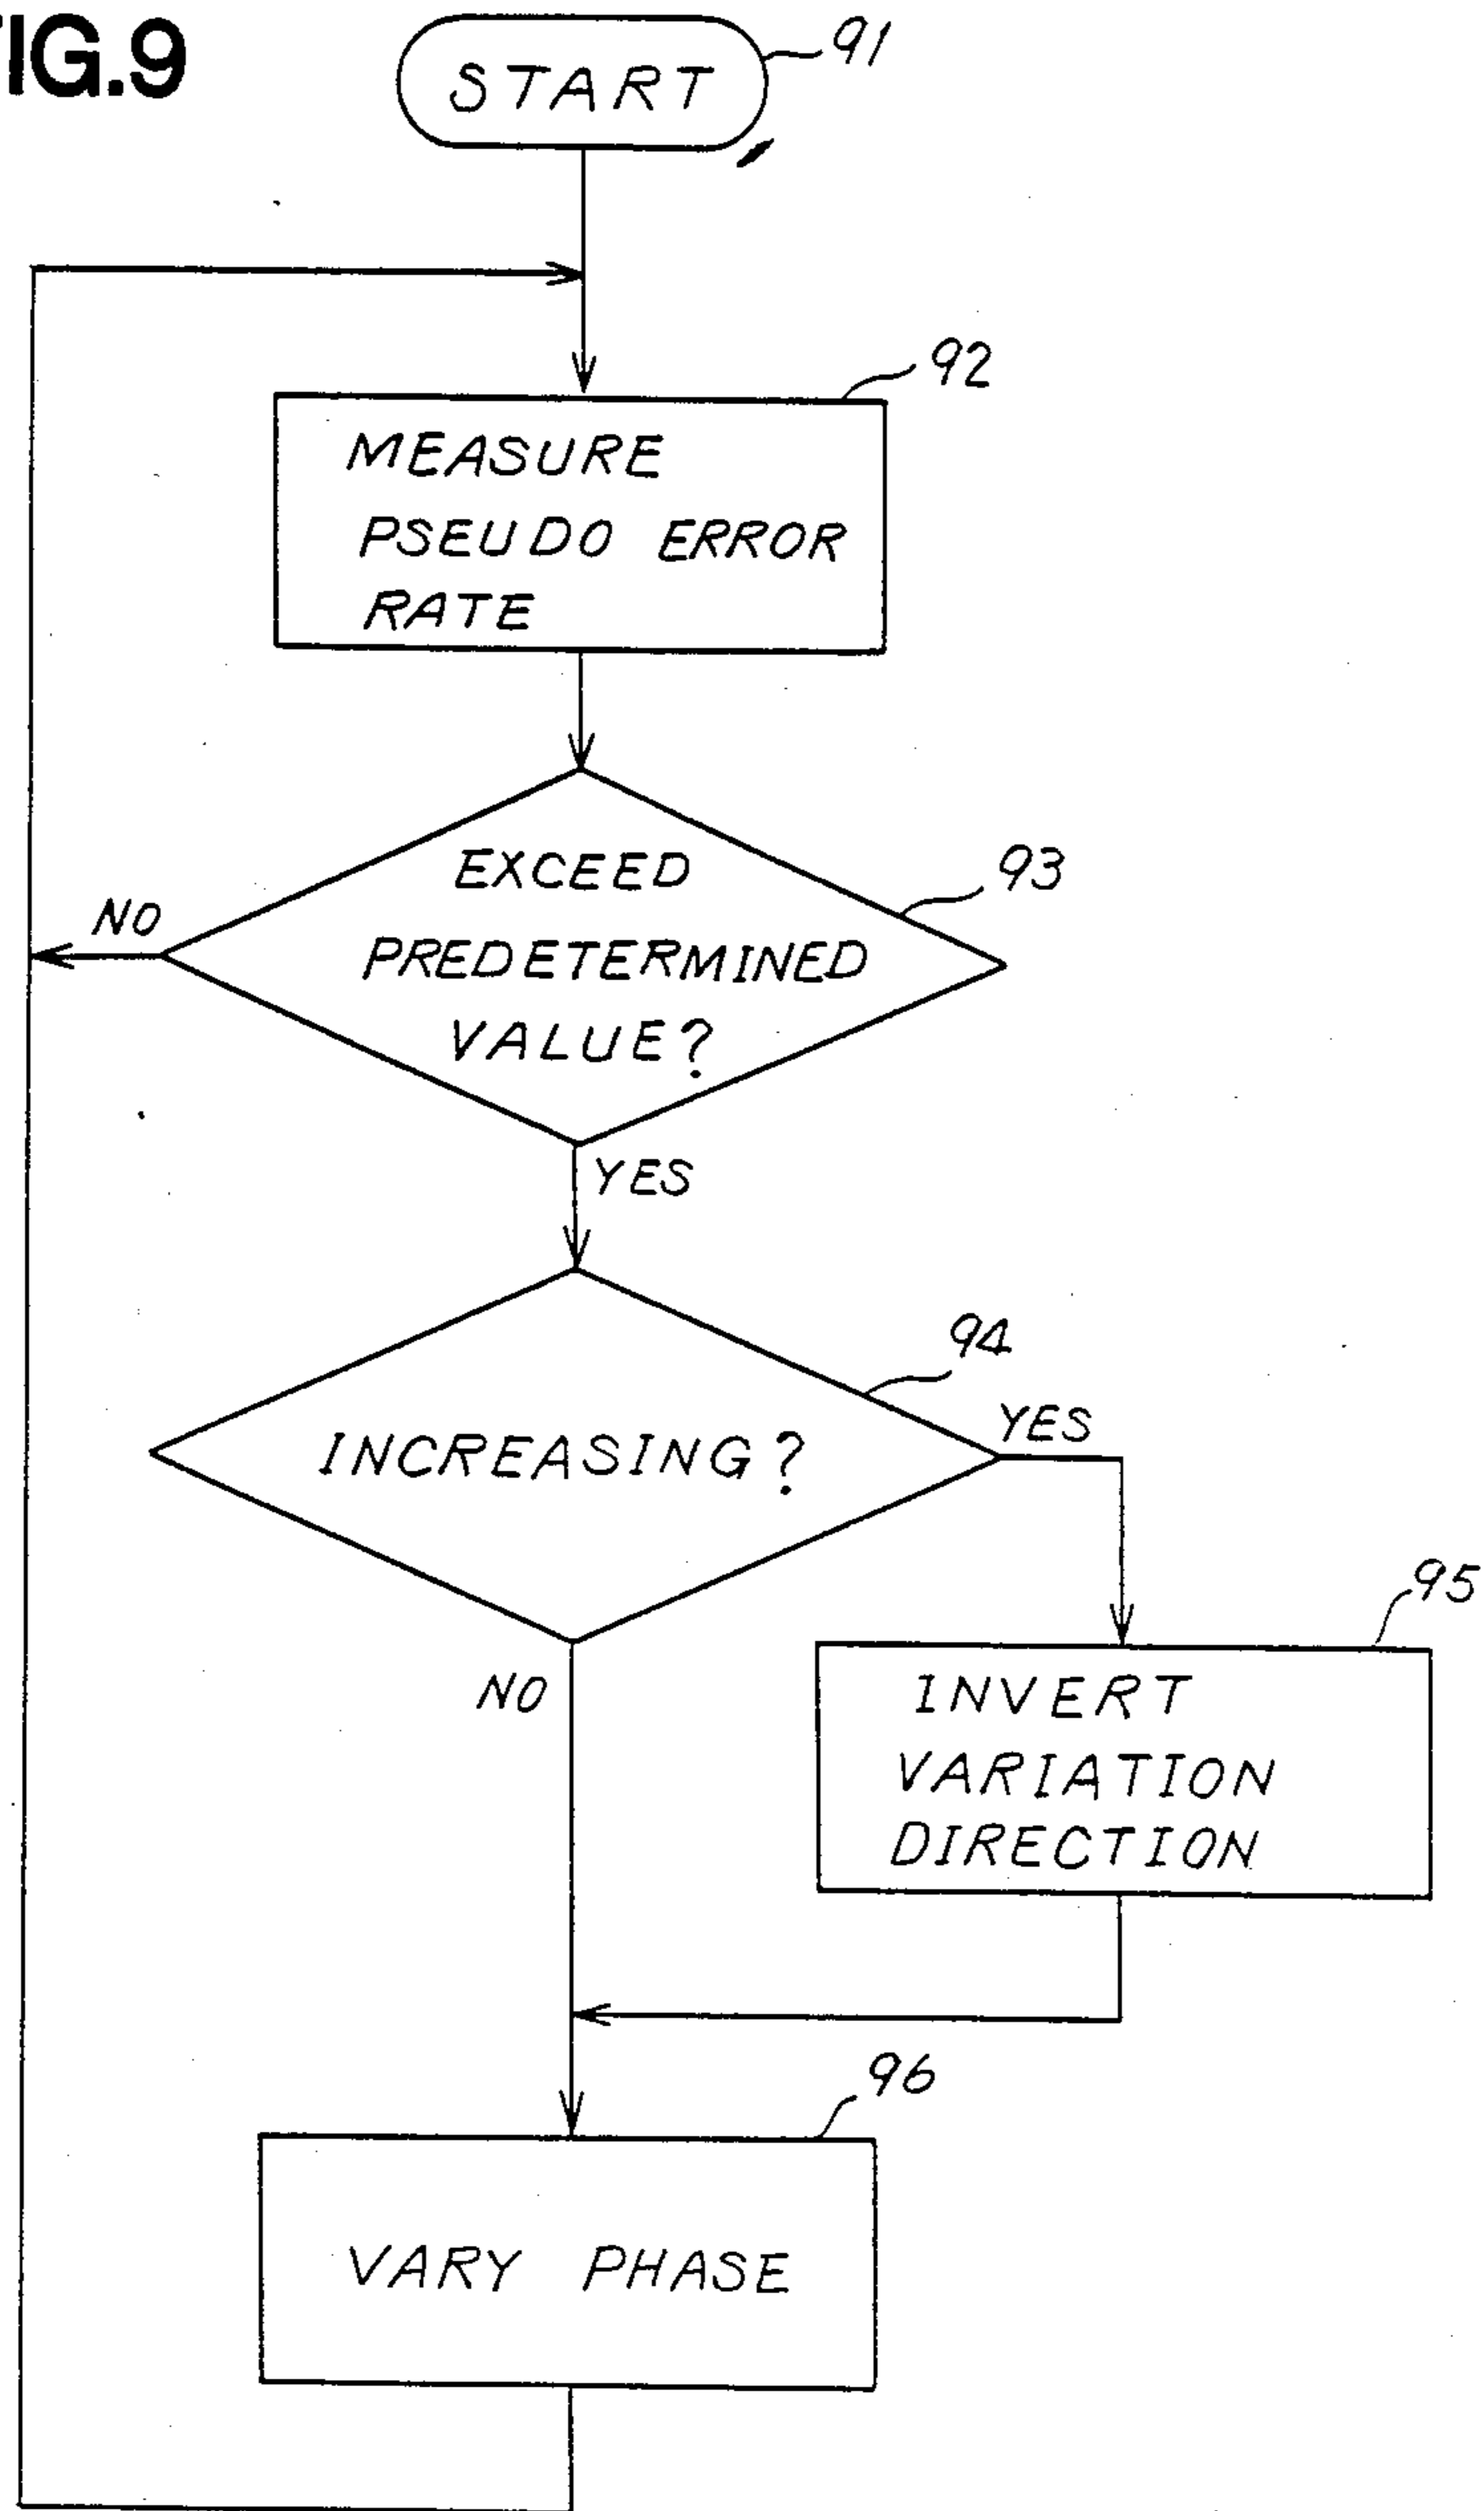 FIG.9
START
91
92
MEASURE
PSEUDO ERROR
RATE
93
EXCEED
PREDETERMINED
VALUE?
NO
YES
94
INCREASING?
YES
NO
95
INVERT
VARIATION
DIRECTION
96
VARY PHASE